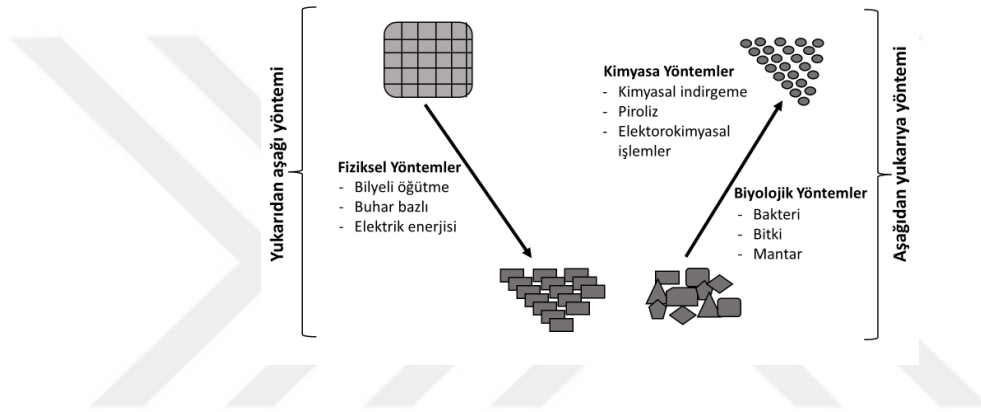 Yukarıdan aşağı yöntemi
Fiziksel Yöntemler
- Bilyeli öğütme
- Buhar bazlı
- Elektrik enerjisi
Kimyasa Yöntemler
- Kimyasal indirgeme
- Piroliz
- Elektorokimyasal
işlemler
Biyolojik Yöntemler
- Bakteri
- Bitki
- Mantar
Aşağıdan yukarıya yöntemi